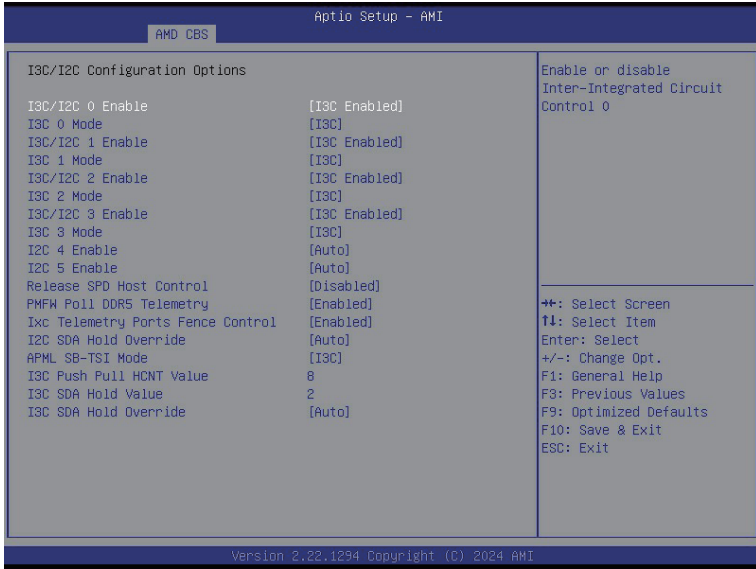 Aptio Setup – AMI
AMD CBS
I3C/I2C Configuration Options
I3C/I2C 0 Enable [I3C Enabled]
I3C 0 Mode [I3C]
I3C/I2C 1 Enable [I3C Enabled]
I3C 1 Mode [I3C]
I3C/I2C 2 Enable [I3C Enabled]
I3C 2 Mode [I3C]
I3C/I2C 3 Enable [I3C Enabled]
I3C 3 Mode [I3C]
I2C 4 Enable [Auto]
I2C 5 Enable [Auto]
Release SPD Host Control [Disabled]
PMFW Poll DDR5 Telemetry [Enabled]
Ixc Telemetry Ports Fence Control [Enabled]
I2C SDA Hold Override [Auto]
APML SB-TSI Mode [I3C]
I3C Push Pull HCNT Value 8
I3C SDA Hold Value 2
I3C SDA Hold Override [Auto]
Enable or disable
Inter-Integrated Circuit
Control 0
→←: Select Screen
↑↓: Select Item
Enter: Select
+/-: Change Opt.
F1: General Help
F3: Previous Values
F9: Optimized Defaults
F10: Save & Exit
ESC: Exit
Version 2.22.1294 Copyright (C) 2024 AMI